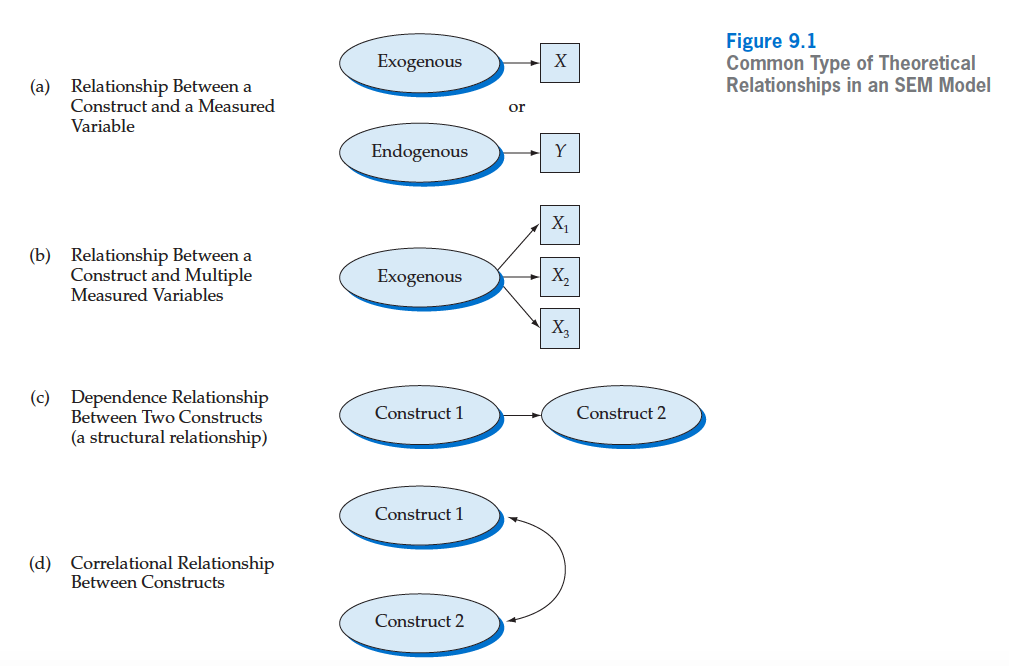 Figure 9.1
Common Type of Theoretical
Relationships in an SEM Model
(a) Relationship Between a
Construct and a Measured
Variable
Exogenous
X
or
Endogenous
Y
(b) Relationship Between a
Construct and Multiple
Measured Variables
Exogenous
X₁
X₂
X₃
(c) Dependence Relationship
Between Two Constructs
(a structural relationship)
Construct 1
Construct 2
(d) Correlational Relationship
Between Constructs
Construct 1
Construct 2